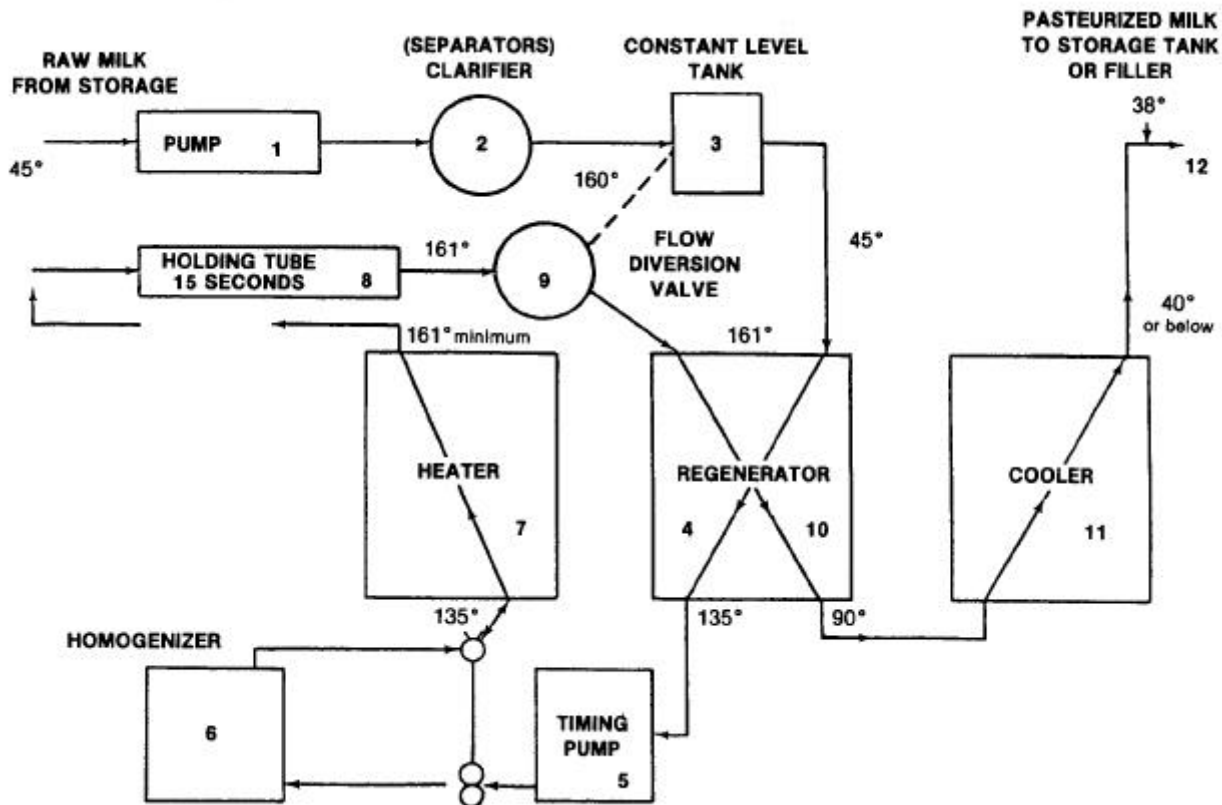 RAW MILK
FROM STORAGE
(SEPARATORS)
CLARIFIER
CONSTANT LEVEL
TANK
PASTEURIZED MILK
TO STORAGE TANK
OR FILLER
45°
PUMP 1
2
3
38°
12
160°
HOLDING TUBE
15 SECONDS 8
161°
9
FLOW
DIVERSION
VALVE
45°
40°
or below
161° minimum
161°
HEATER
7
REGENERATOR
4 10
COOLER
11
135°
135°
90°
HOMOGENIZER
6
TIMING
PUMP
5